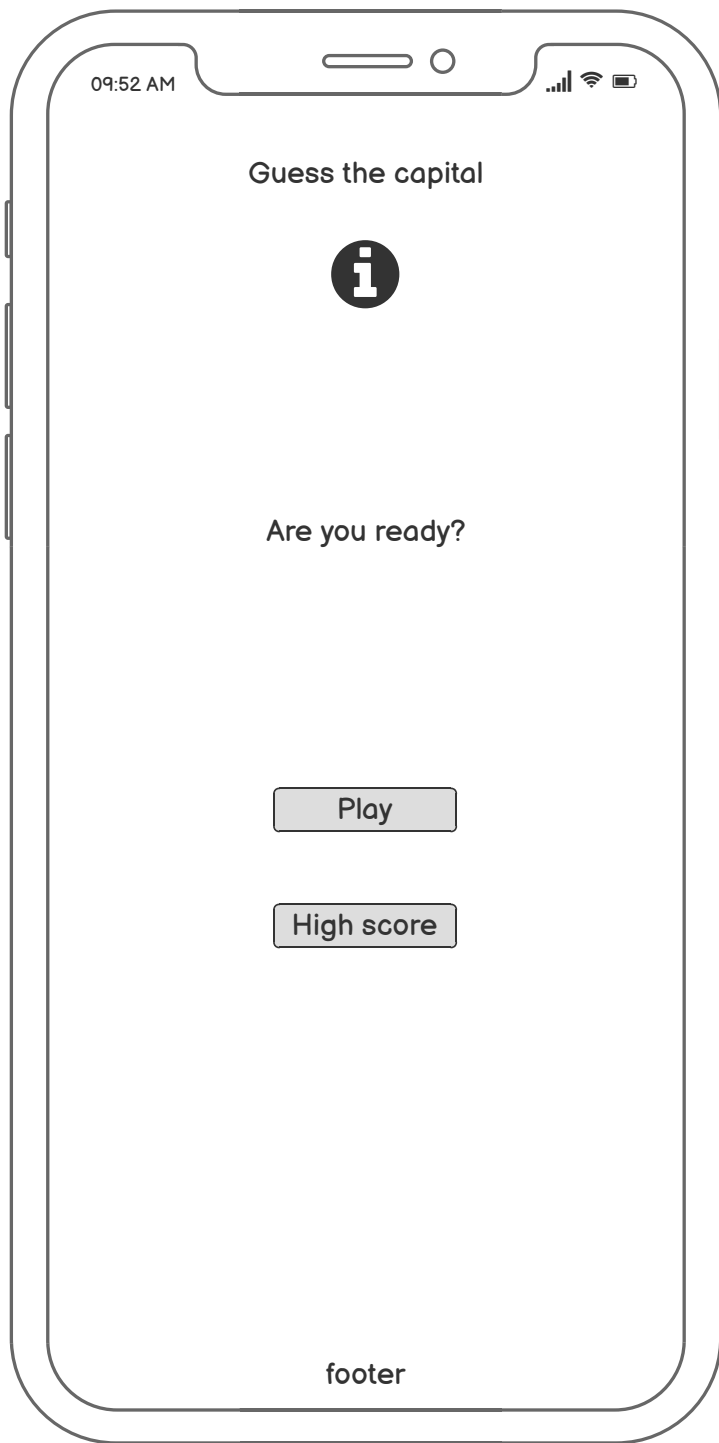 09:52 AM
Guess the capital
i
Are you ready?
Play
High score
footer